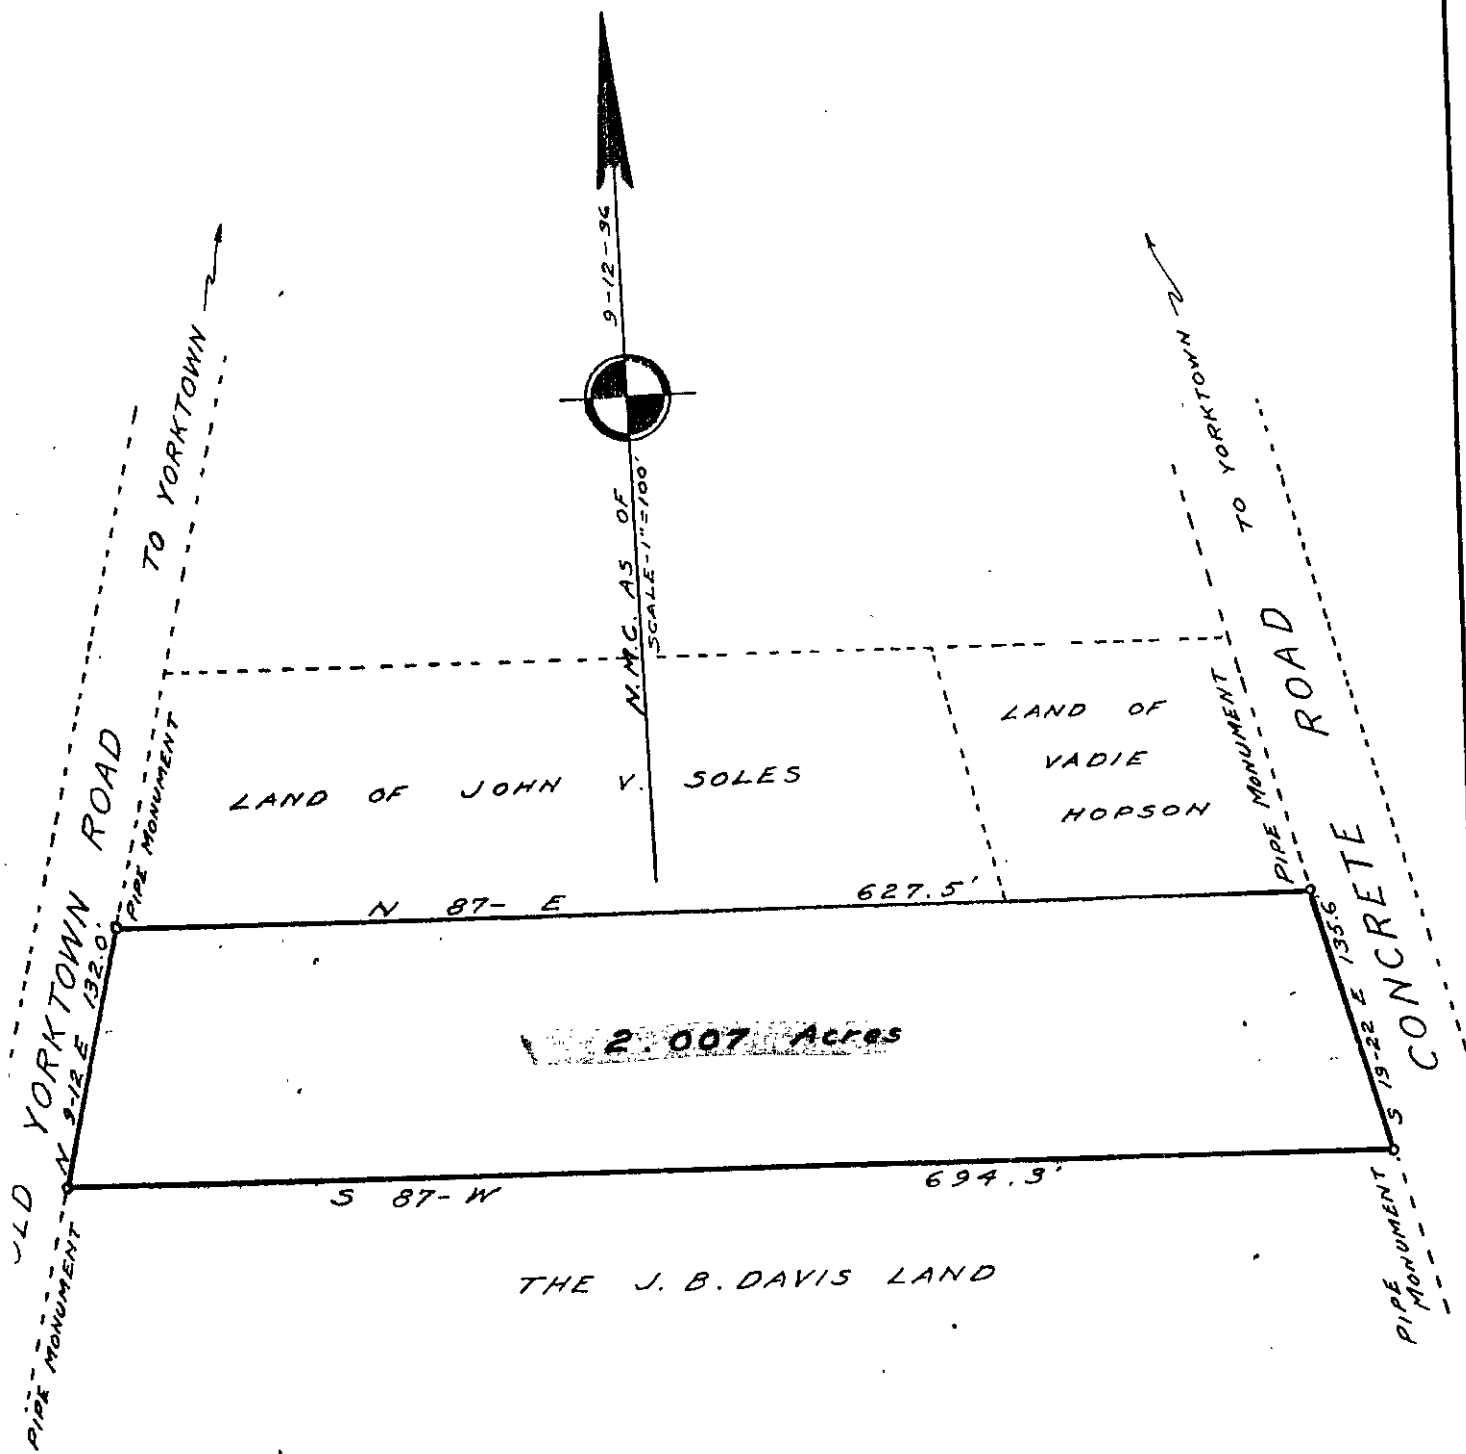 N.M.C. AS OF 9-12-36
SCALE-1"=100'
TO YORKTOWN
TO YORKTOWN
YORKTOWN ROAD
CONCRETE ROAD
PIPE MONUMENT
PIPE MONUMENT
LAND OF JOHN V. SOLES
LAND OF
VADIE
HOPSON
N 87- E 627.5'
N 9-12 E 132.0'
S 19-22 E 135.6
2.007 Acres
S 87- W 694.3'
PIPE MONUMENT
PIPE
MONUMENT
THE J. B. DAVIS LAND